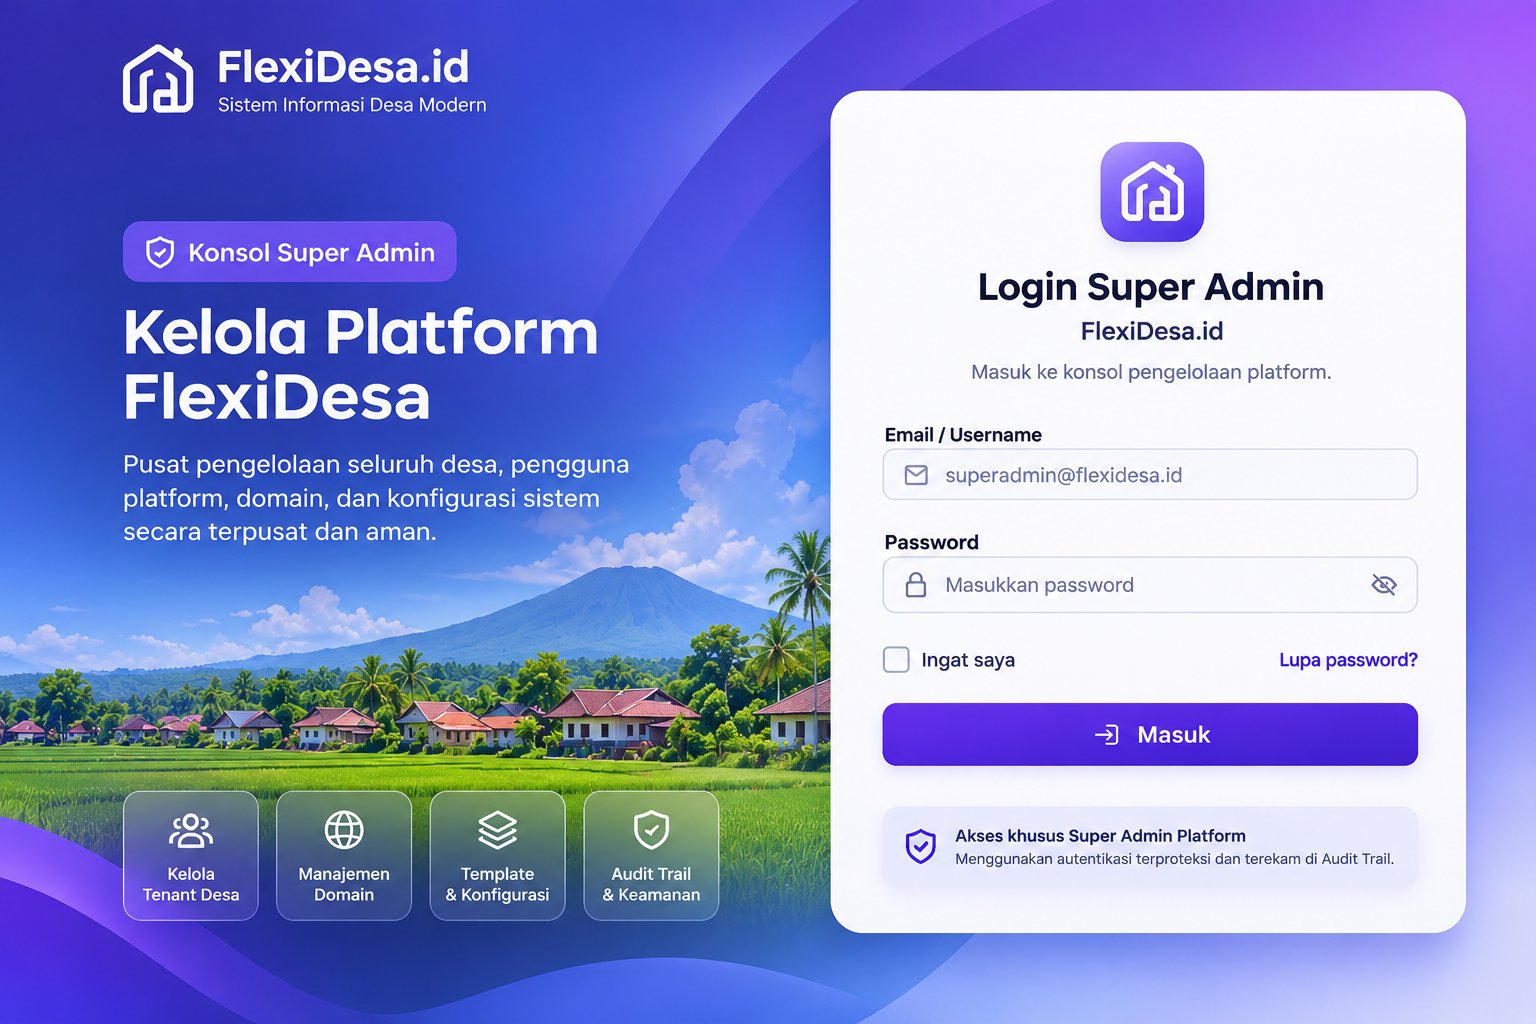 FlexiDesa.id
Sistem Informasi Desa Modern
Konsol Super Admin
Kelola Platform
FlexiDesa
Pusat pengelolaan seluruh desa, pengguna
platform, domain, dan konfigurasi sistem
secara terpusat dan aman.
Kelola
Tenant Desa
Manajemen
Domain
Template
& Konfigurasi
Audit Trail
& Keamanan
Login Super Admin
FlexiDesa.id
Masuk ke konsol pengelolaan platform.
Email / Username
superadmin@flexidesa.id
Password
Masukkan password
Ingat saya
Lupa password?
Masuk
Akses khusus Super Admin Platform
Menggunakan autentikasi terproteksi dan terekam di Audit Trail.